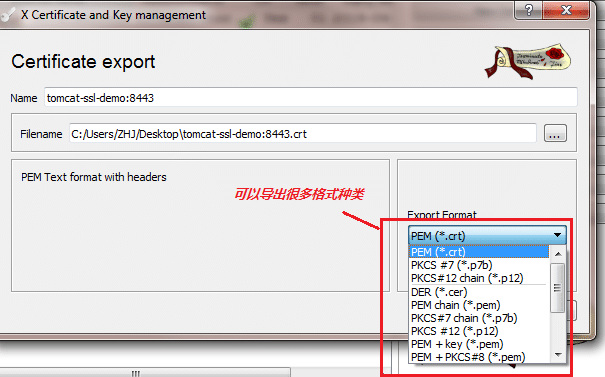 X Certificate and Key management
Certificate export
Name tomcat-ssl-demo:8443
Filename C:/Users/ZHJ/Desktop\tomcat-ssl-demo:8443.crt ...
PEM Text format with headers
可以导出很多格式种类
Export Format
PEM (*.crt)
PEM (*.crt)
PKCS #7 (*.p7b)
PKCS#12 chain (*.p12)
DER (*.cer)
PEM chain (*.pem)
PKCS#7 chain (*.p7b)
PKCS #12 (*.p12)
PEM + key (*.pem)
PEM + PKCS#8 (*.pem)